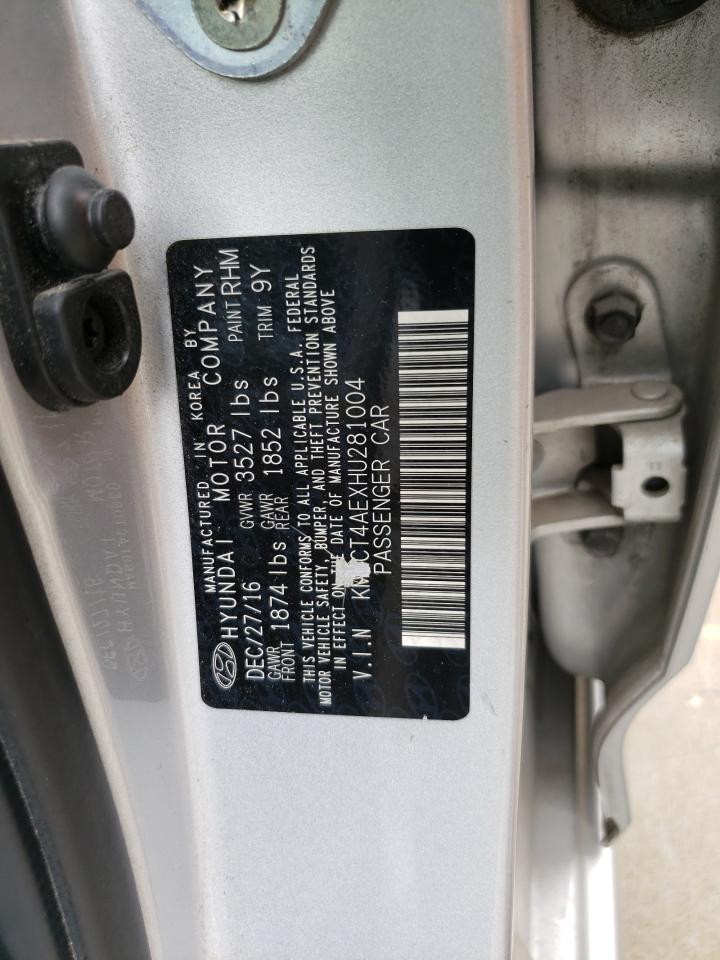 MANUFACTURED IN KOREA BY
HYUNDAI MOTOR COMPANY
DEC/27/16 GVWR 3527 lbs PAINT RHM
GAWR FRONT 1874 lbs GAWR REAR 1852 lbs TRIM 9Y
THIS VEHICLE CONFORMS TO ALL APPLICABLE U.S.A. FEDERAL
MOTOR VEHICLE SAFETY, BUMPER, AND THEFT PREVENTION STANDARDS
IN EFFECT ON THE DATE OF MANUFACTURE SHOWN ABOVE
V.I.N CT4AEXHU281004
PASSENGER CAR